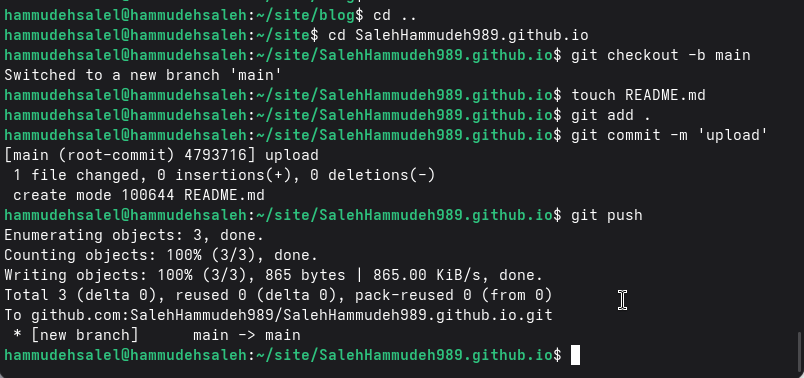 hammudehsalel@hammudehsaleh:~/site/blog$ cd ..
hammudehsalel@hammudehsaleh:~/site$ cd SalehHammudeh989.github.io
hammudehsalel@hammudehsaleh:~/site/SalehHammudeh989.github.io$ git checkout -b main
Switched to a new branch 'main'
hammudehsalel@hammudehsaleh:~/site/SalehHammudeh989.github.io$ touch README.md
hammudehsalel@hammudehsaleh:~/site/SalehHammudeh989.github.io$ git add .
hammudehsalel@hammudehsaleh:~/site/SalehHammudeh989.github.io$ git commit -m 'upload'
[main (root-commit) 4793716] upload
 1 file changed, 0 insertions(+), 0 deletions(-)
 create mode 100644 README.md
hammudehsalel@hammudehsaleh:~/site/SalehHammudeh989.github.io$ git push
Enumerating objects: 3, done.
Counting objects: 100% (3/3), done.
Writing objects: 100% (3/3), 865 bytes | 865.00 KiB/s, done.
Total 3 (delta 0), reused 0 (delta 0), pack-reused 0 (from 0)
To github.com:SalehHammudeh989/SalehHammudeh989.github.io.git
 * [new branch]      main -> main
hammudehsalel@hammudehsaleh:~/site/SalehHammudeh989.github.io$